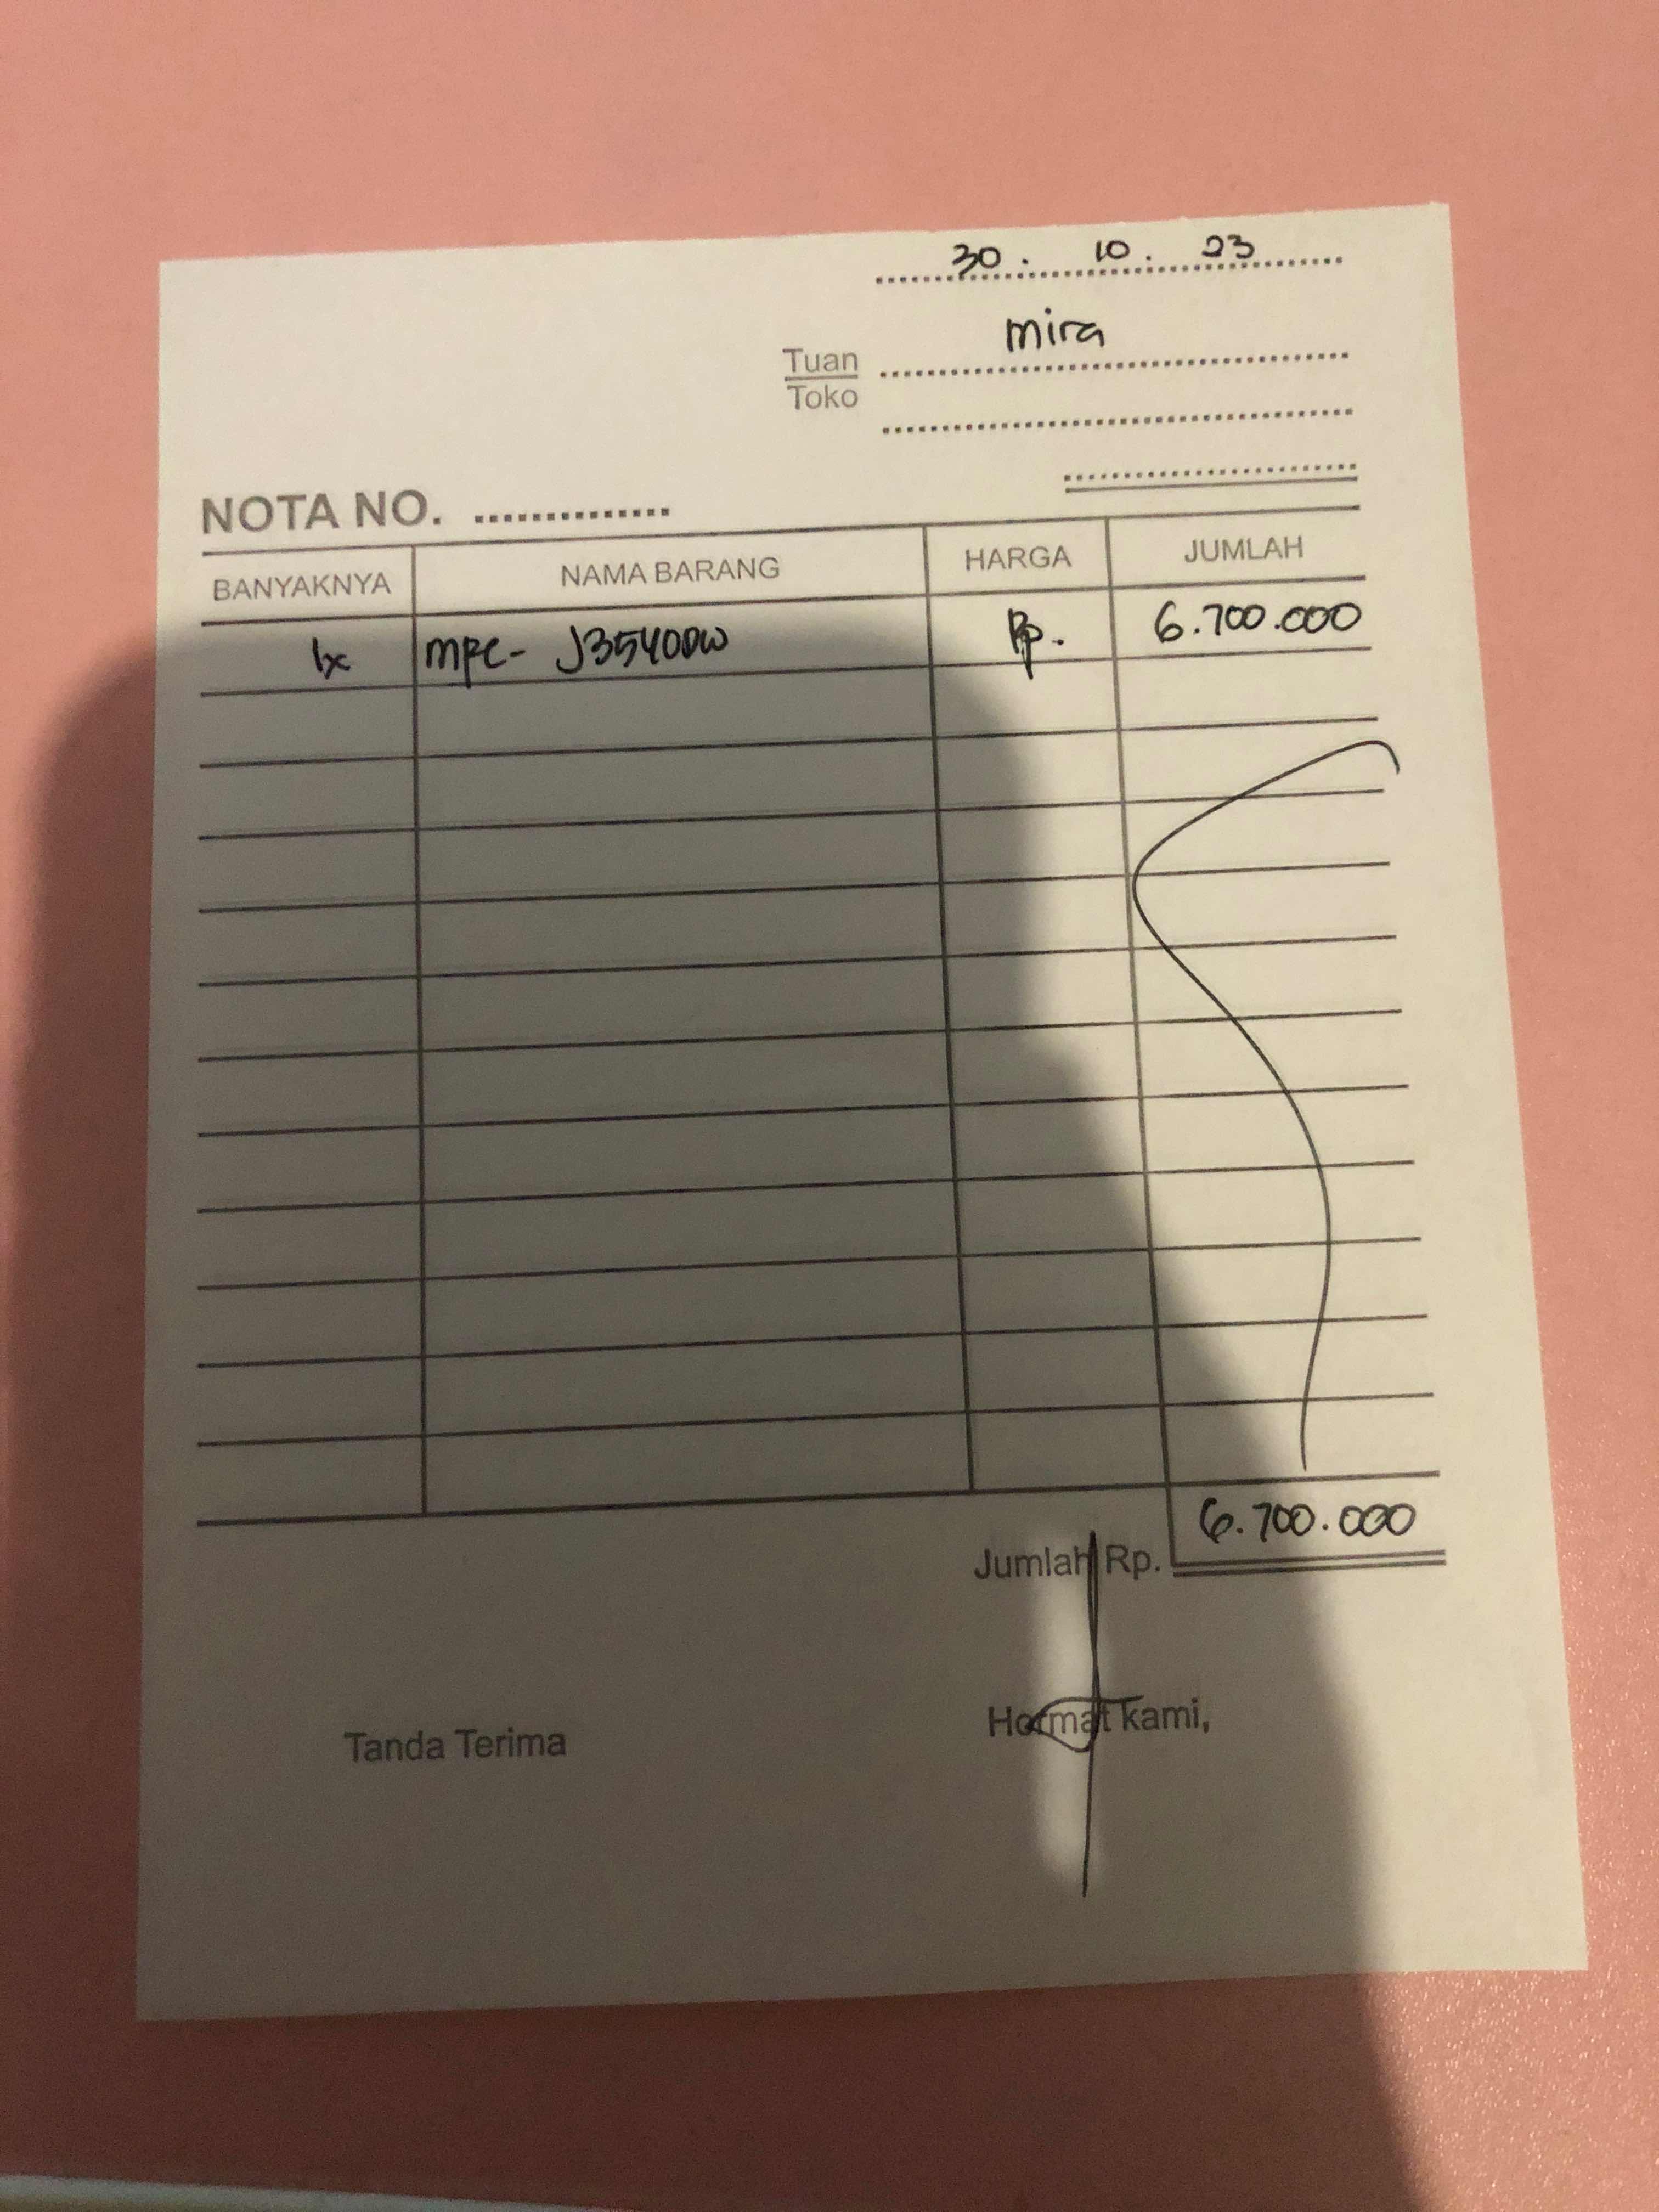 30. 10. 23
Tuan mira
Toko
NOTA NO.
BANYAKNYA NAMA BARANG HARGA JUMLAH
1x MFC- J3540DW Rp. 6.700.000
Jumlah Rp. 6.700.000
Tanda Terima Hormat kami,